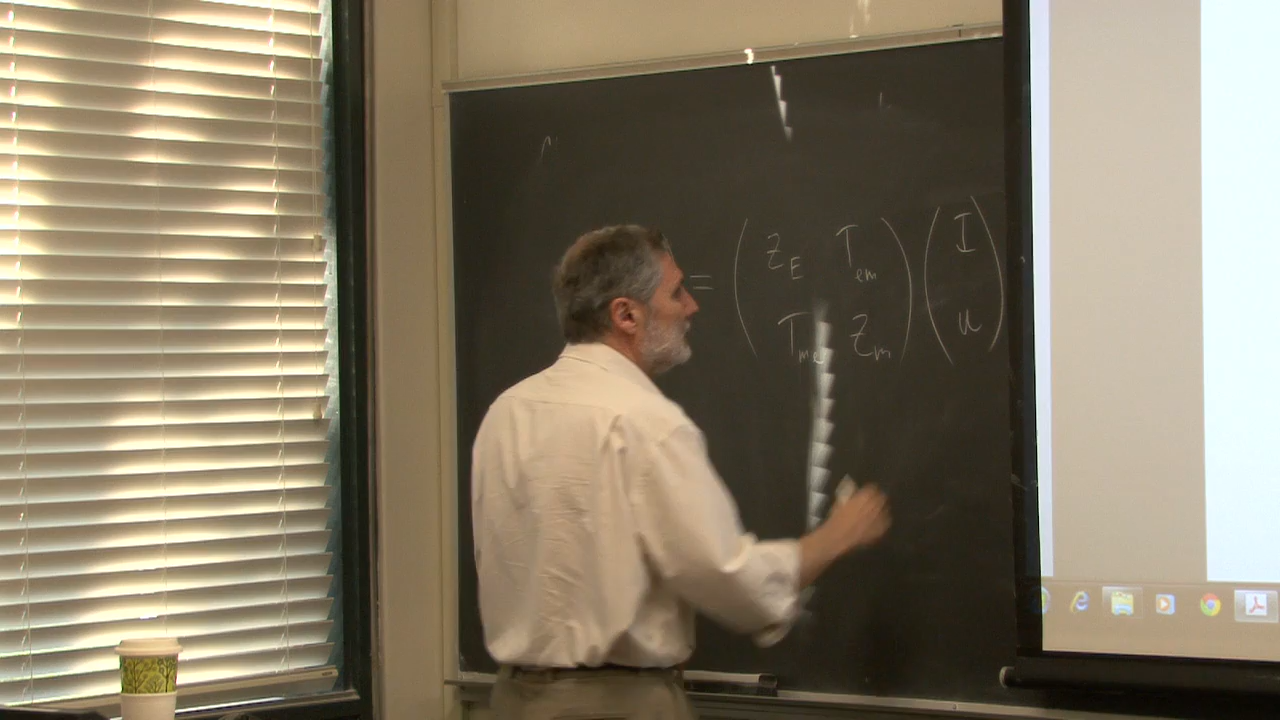 = ( Z_E T_em ) ( I )
( T_me Z_m ) ( u )